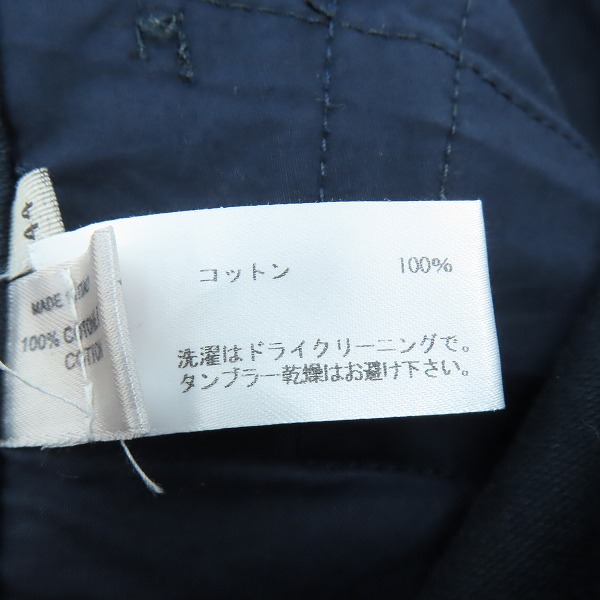 コットン 100%
洗濯はドライクリーニングで。
タンブラー乾燥はお避け下さい。
MADE
100% COTON
COTTON